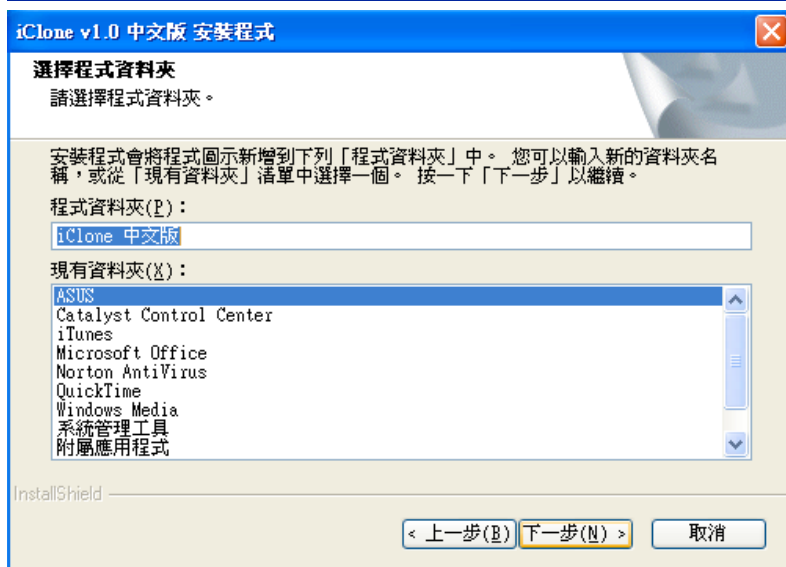 iClone v1.0 中文版 安裝程式
選擇程式資料夾
請選擇程式資料夾。
安裝程式會將程式圖示新增到下列「程式資料夾」中。 您可以輸入新的資料夾名
稱，或從「現有資料夾」清單中選擇一個。 按一下「下一步」以繼續。
程式資料夾(P)：
iClone 中文版
現有資料夾(X)：
ASUS
Catalyst Control Center
iTunes
Microsoft Office
Norton AntiVirus
QuickTime
Windows Media
系統管理工具
附屬應用程式
InstallShield
< 上一步(B) 下一步(N) > 取消